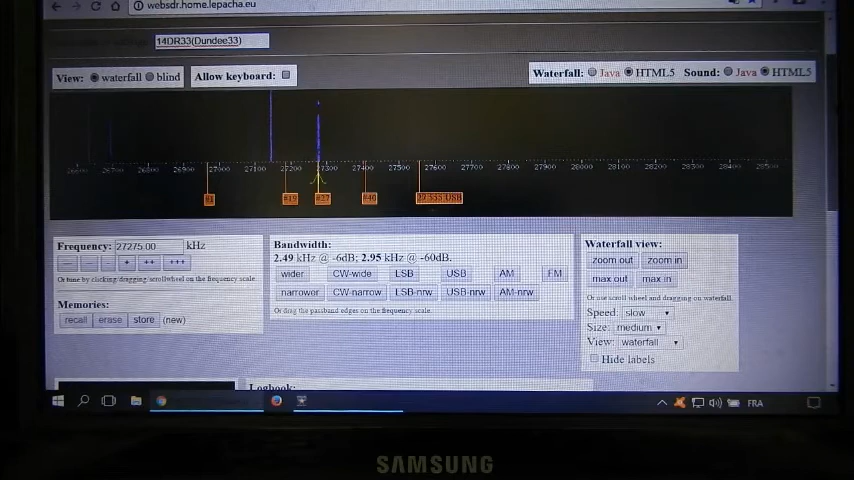 websdr.home.lepacha.eu
14DR33(Dundee33)
View: waterfall blind Allow keyboard: Waterfall: Java HTML5 Sound: Java HTML5
26600 26700 26800 26900 27000 27100 27200 27300 27400 27500 27600 27700 27800 27900 28000 28100 28200 28300 28400 28500
#1 #19 #27 #40 27.555 USB
Frequency: 27275.00 kHz
--- -- - + ++ +++
Or tune by clicking/dragging/scrollwheel on the frequency scale.
Memories:
recall erase store (new)
Bandwidth:
2.49 kHz @ -6dB; 2.95 kHz @ -60dB.
wider CW-wide LSB USB AM FM
narrower CW-narrow LSB-nrw USB-nrw AM-nrw
Or drag the passband edges on the frequency scale.
Waterfall view:
zoom out zoom in
max out max in
Or use scroll wheel and dragging on waterfall.
Speed: slow
Size: medium
View: waterfall
Hide labels
Logbook:
FRA
SAMSUNG